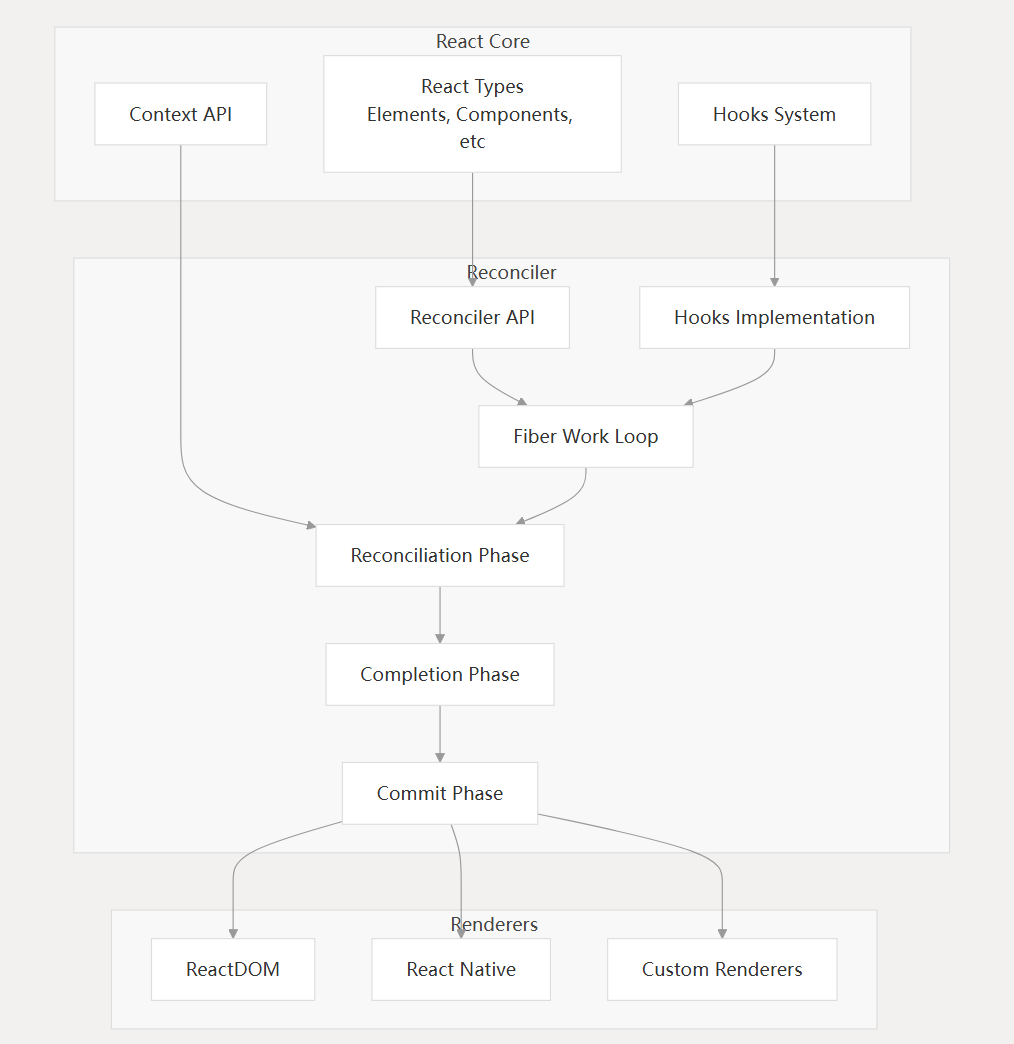 React Core
Context API
React Types
Elements, Components,
etc
Hooks System
Reconciler
Reconciler API
Hooks Implementation
Fiber Work Loop
Reconciliation Phase
Completion Phase
Commit Phase
Renderers
ReactDOM
React Native
Custom Renderers